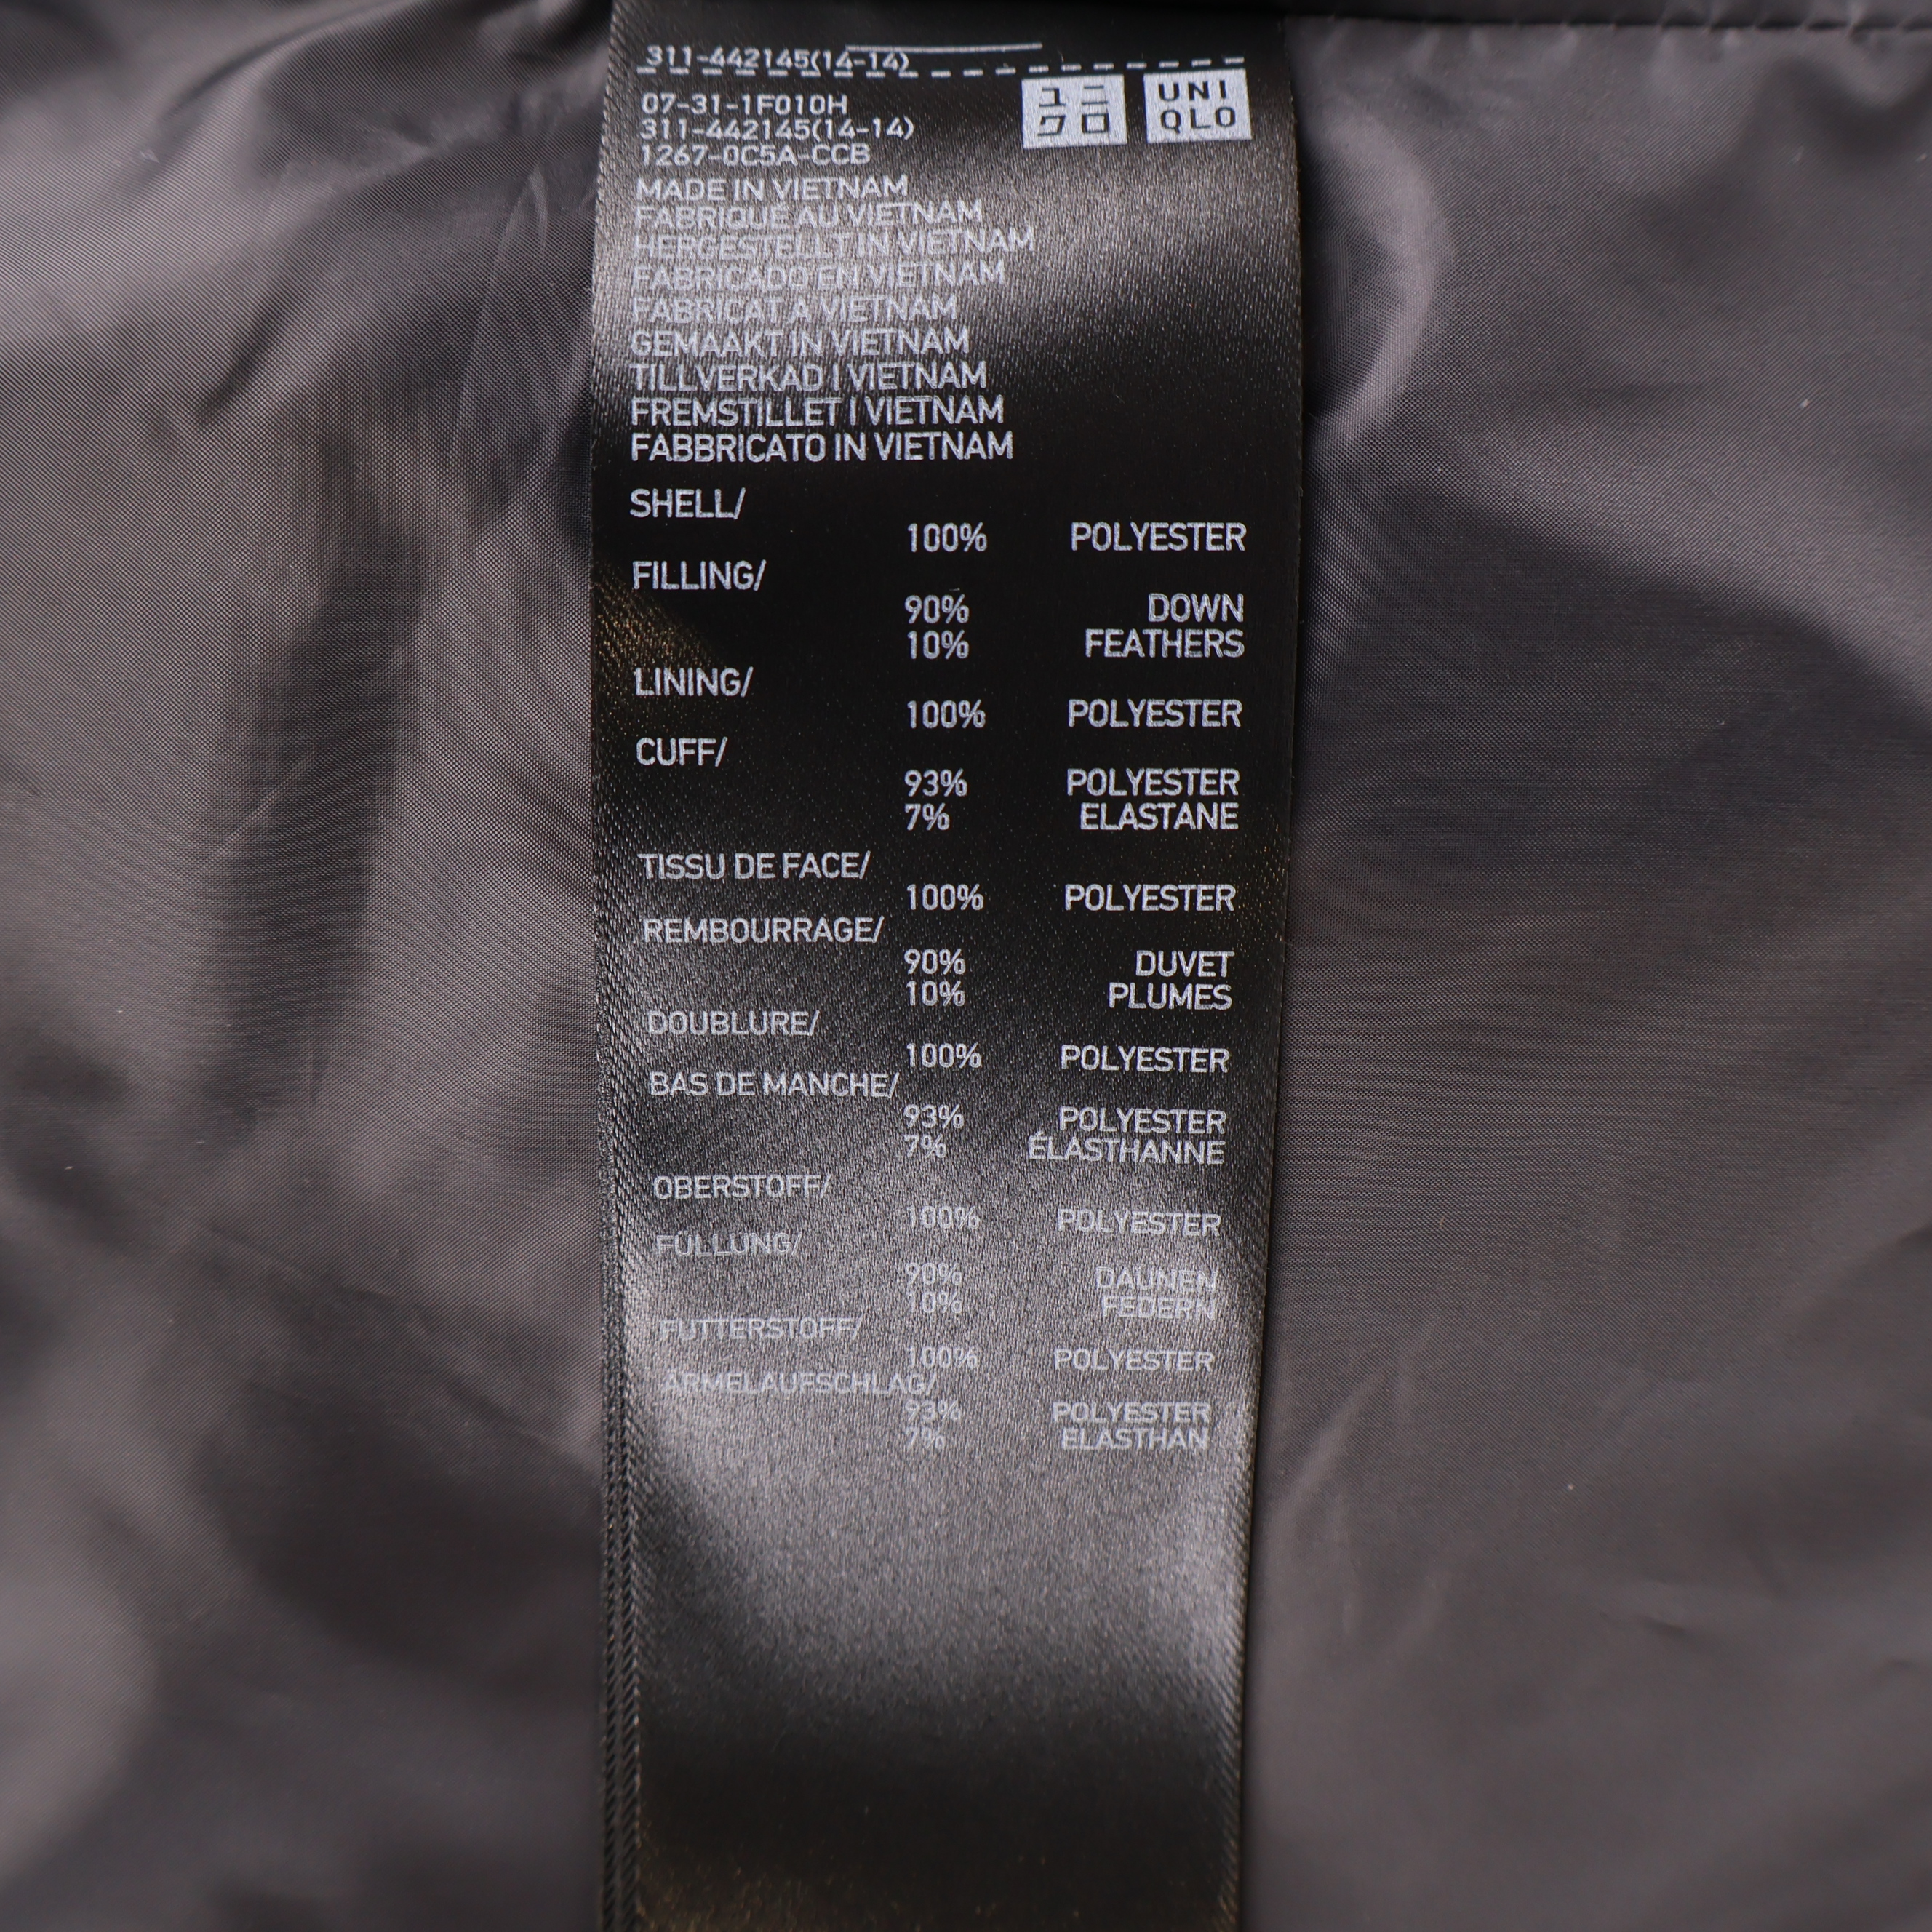 311-442145(14-14)
07-31-1F010H
311-442145(14-14)
1267-0C5A-CCB
ユニ
クロ
UNI
QLO
MADE IN VIETNAM
FABRIQUÉ AU VIETNAM
HERGESTELLT IN VIETNAM
FABRICADO EN VIETNAM
FABRICAT A VIETNAM
GEMAAKT IN VIETNAM
TILLVERKAD I VIETNAM
FREMSTILLET I VIETNAM
FABBRICATO IN VIETNAM
SHELL/
100% POLYESTER
FILLING/
90% DOWN
10% FEATHERS
LINING/
100% POLYESTER
CUFF/
93% POLYESTER
7% ELASTANE
TISSU DE FACE/
100% POLYESTER
REMBOURRAGE/
90% DUVET
10% PLUMES
DOUBLURE/
100% POLYESTER
BAS DE MANCHE/
93% POLYESTER
7% ÉLASTHANNE
OBERSTOFF/
100% POLYESTER
FÜLLUNG/
90% DAUNEN
10% FEDERN
FUTTERSTOFF/
100% POLYESTER
ÄRMELAUFSCHLAG/
93% POLYESTER
7% ELASTHAN